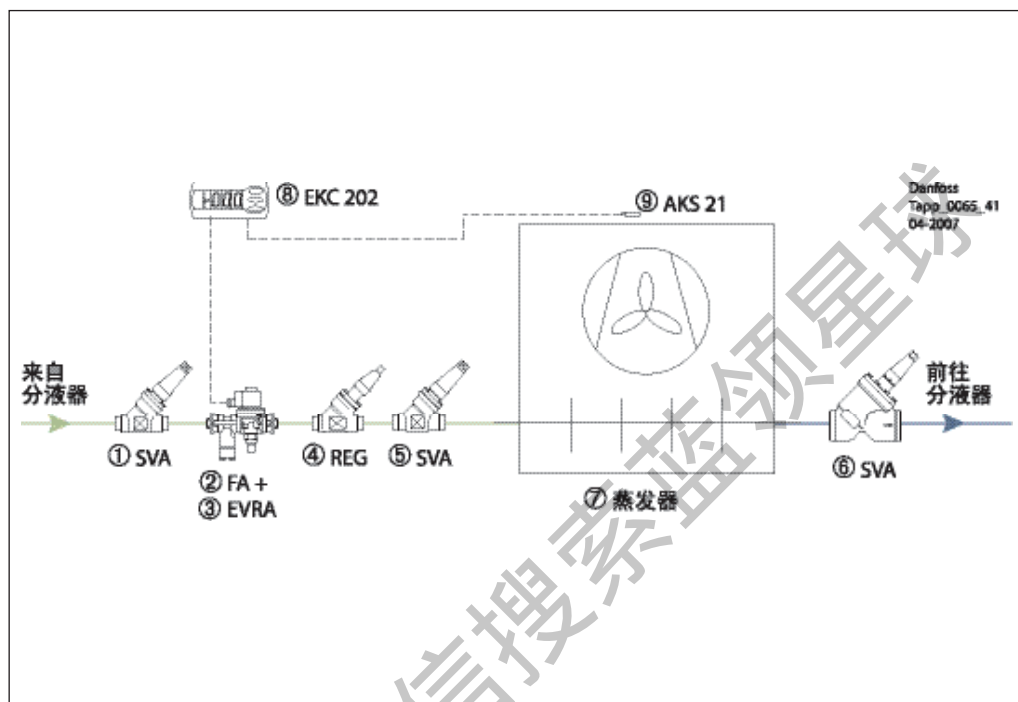 ⑧ EKC 202
⑨ AKS 21
Danfoss
Tapp_0065_41
04-2007
来自
分液器
前往
分液器
① SVA
② FA +
③ EVRA
④ REG
⑤ SVA
⑥ SVA
⑦ 蒸发器
信搜索蓝领星球